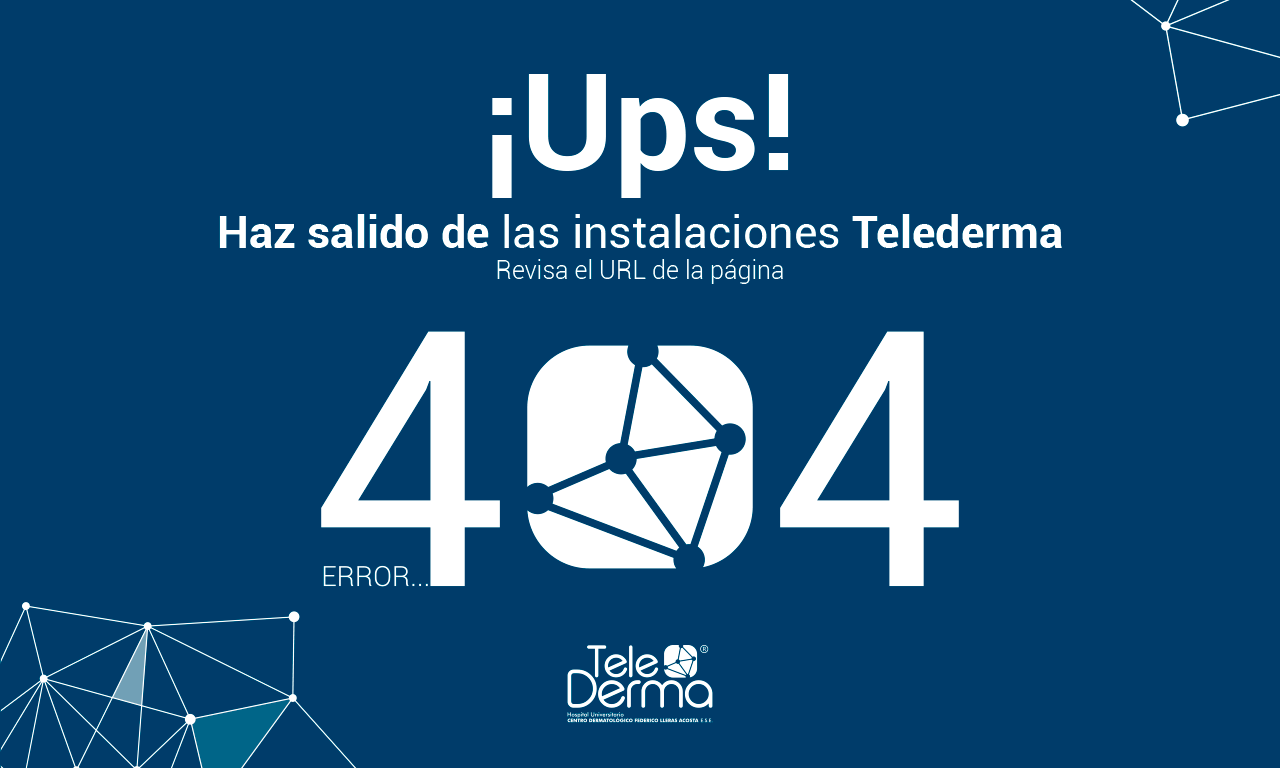 ¡Ups!
Haz salido de las instalaciones Telederma
Revisa el URL de la página
404
ERROR...
Tele
Derma
®
Hospital Universitario
CENTRO DERMATOLÓGICO FEDERICO LLERAS ACOSTA E.S.E.